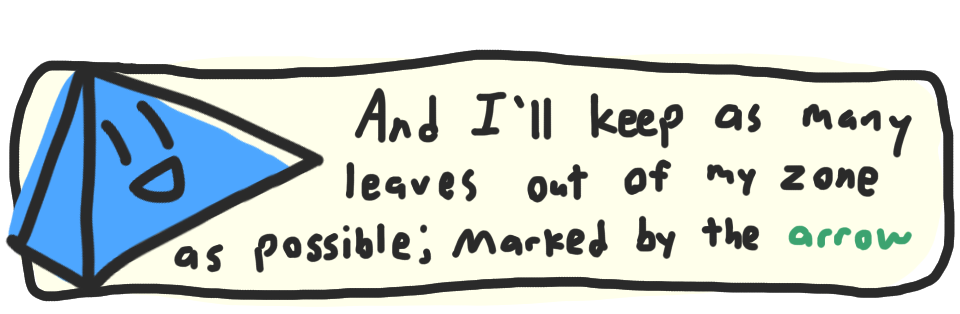 And I'll keep as many
leaves out of my zone
as possible; marked by the arrow